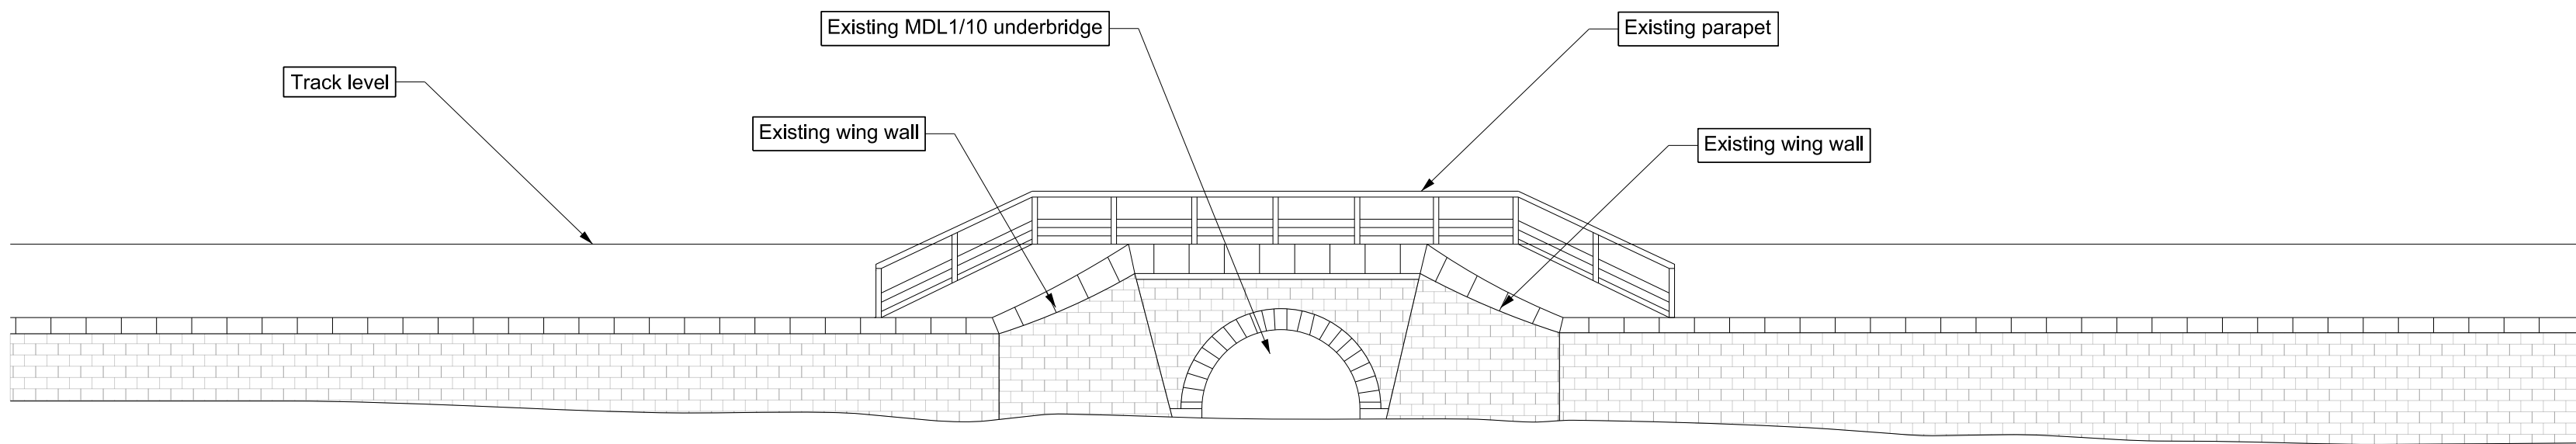 Existing MDL1/10 underbridge
Existing parapet
Track level
Existing wing wall
Existing wing wall